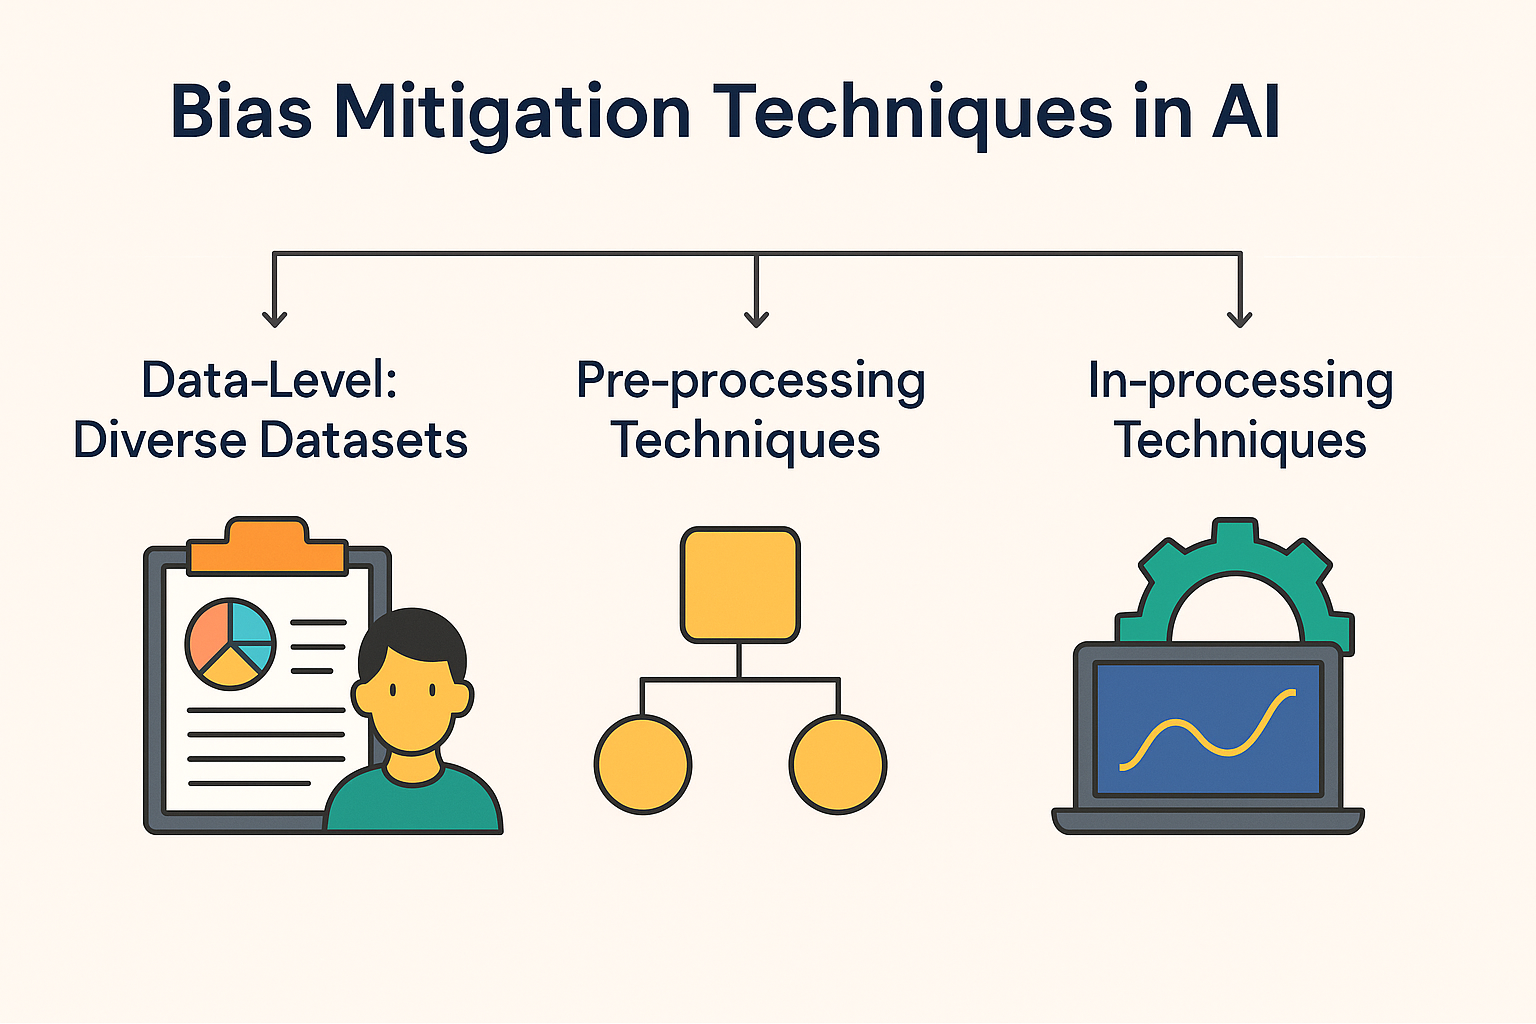 Bias Mitigation Techniques in AI
Data-Level:
Diverse Datasets
Pre-processing
Techniques
In-processing
Techniques